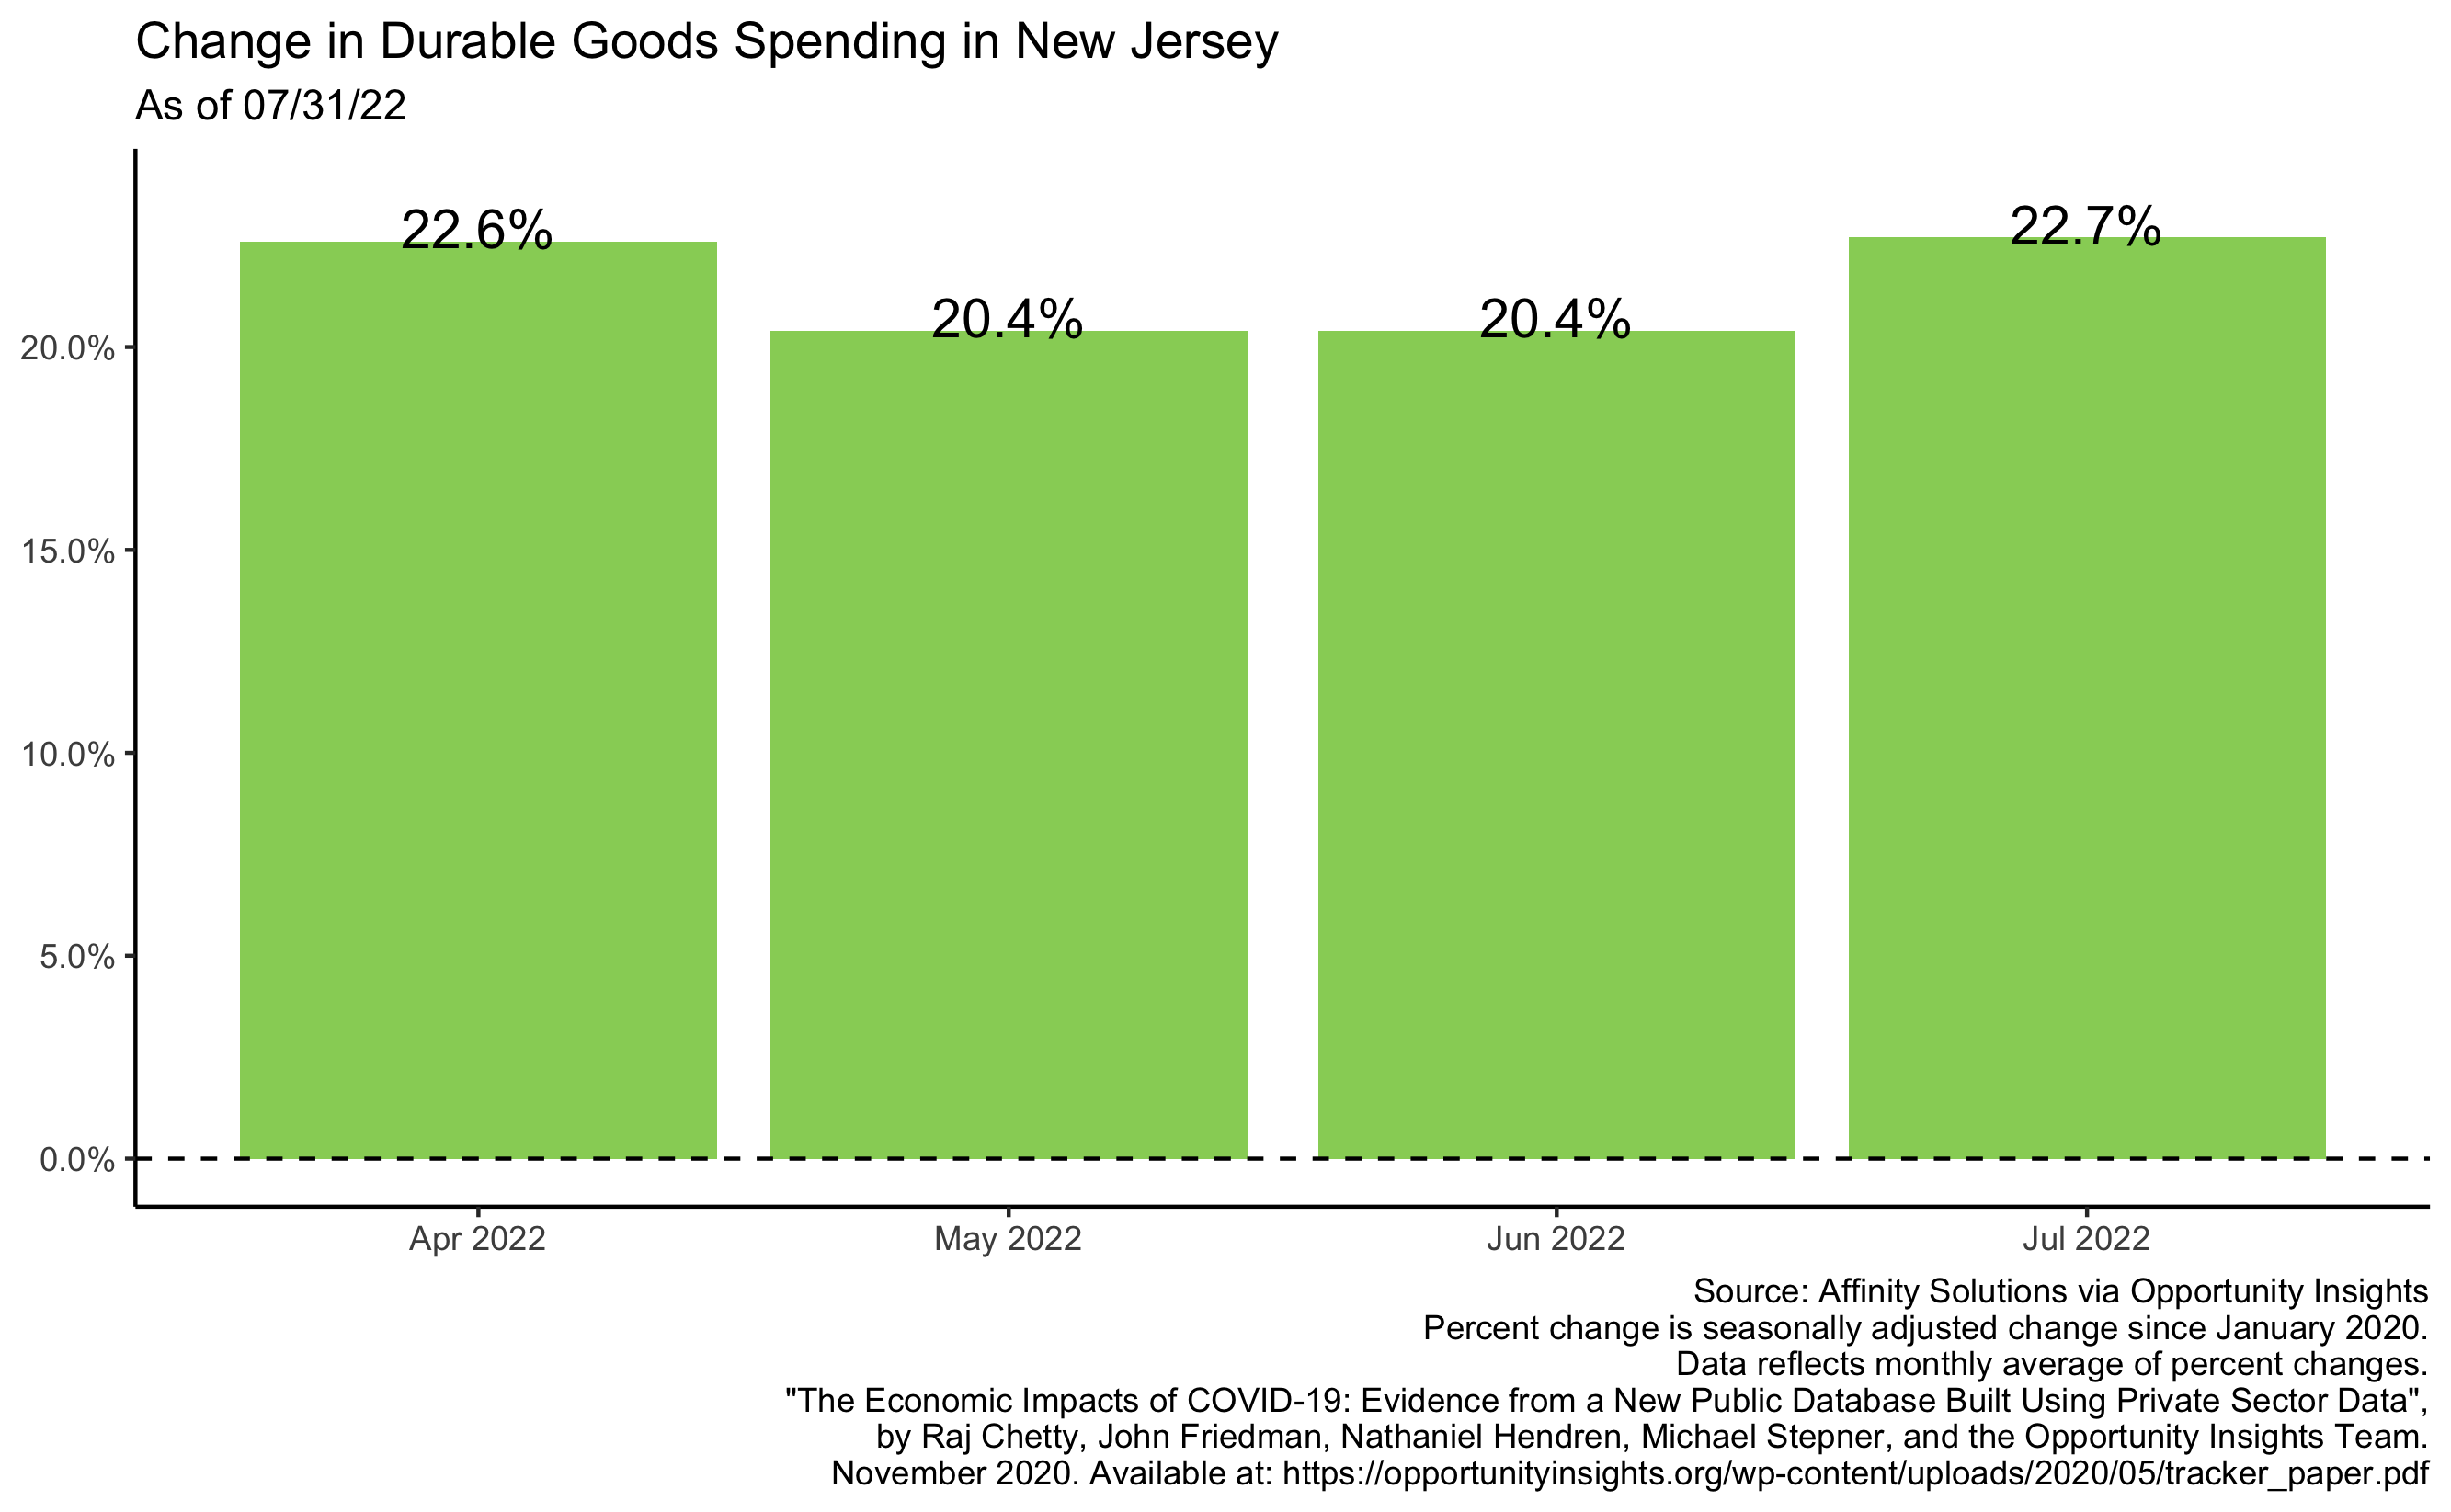 Change in Durable Goods Spending in New Jersey
As of 07/31/22
22.6%
20.4%
20.4%
22.7%
20.0%
15.0%
10.0%
5.0%
0.0%
Apr 2022
May 2022
Jun 2022
Jul 2022
Source: Affinity Solutions via Opportunity Insights
Percent change is seasonally adjusted change since January 2020.
Data reflects monthly average of percent changes.
"The Economic Impacts of COVID-19: Evidence from a New Public Database Built Using Private Sector Data",
by Raj Chetty, John Friedman, Nathaniel Hendren, Michael Stepner, and the Opportunity Insights Team.
November 2020. Available at: https://opportunityinsights.org/wp-content/uploads/2020/05/tracker_paper.pdf